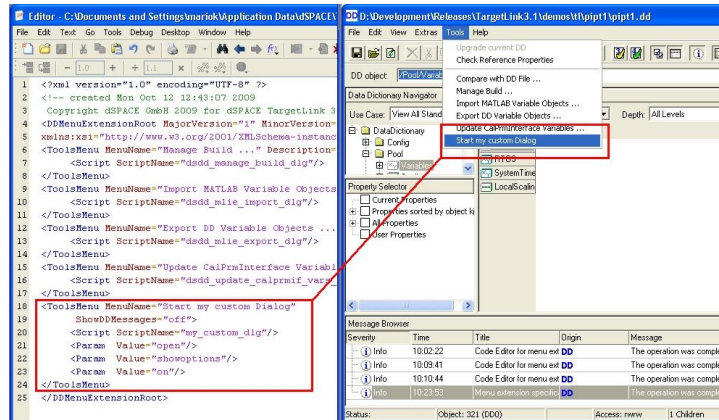 Editor - C:\Documents and Settings\mariok\Application Data\dSPACE
File Edit Text Go Tools Debug Desktop Window Help
1.0
1.1
1 <?xml version="1.0" encoding="UTF-8" ?>
2 <!-- created Mon Oct 12 12:43:07 2009
3 Copyright dSPACE GmbH 2009 for dSPACE TargetLink 3
4 <DDMenuExtensionRoot MajorVersion="1" MinorVersion=
5 xmlns:xsi="http://www.w3.org/2001/XMLSchema-instanc
6 <ToolsMenu MenuName="Manage Build ..." Description=
7 <Script ScriptName="dsdd_manage_build_dlg"/>
8 </ToolsMenu>
9 <ToolsMenu MenuName="Import MATLAB Variable Objects
10 <Script ScriptName="dsdd_mlie_import_dlg"/>
11 </ToolsMenu>
12 <ToolsMenu MenuName="Export DD Variable Objects ...
13 <Script ScriptName="dsdd_mlie_export_dlg"/>
14 </ToolsMenu>
15 <ToolsMenu MenuName="Update CalPrmInterface Variabl
16 <Script ScriptName="dsdd_update_calprmif_vars_
17 </ToolsMenu>
18 <ToolsMenu MenuName="Start my custom Dialog"
19 ShowDDMessages="off">
20 <Script ScriptName="my_custom_dlg"/>
21 <Param Value="open"/>
22 <Param Value="showoptions"/>
23 <Param Value="on"/>
24 </ToolsMenu>
25 </DDMenuExtensionRoot>
DD D:\Development\Releases\TargetLink3.1\demos\tl\pipt1\pipt1.dd
File Edit View Extras Tools Window Help
Upgrade current DD
Check Reference Properties
Compare with DD File ...
Manage Build ...
Import MATLAB Variable Objects ...
Export DD Variable Objects ...
Update CalPrmInterface Variables ...
Start my custom Dialog
DD object: /Pool/Variab
Data Dictionary Navigator
Use Case: View All Stand
Depth: All Levels
DataDictionary
Config
Pool
Variables
RTOS
SystemTime
LocalScalin
Property Selector
Current Properties
Properties sorted by object ki
All Properties
User Properties
Message Browser
Severity Time Title Origin Message
Info 10:02:22 Code Editor for menu ext DD The operation was comple
Info 10:09:41 Code Editor for menu ext DD The operation was comple
Info 10:10:44 Code Editor for menu ext DD The operation was comple
Info 10:23:53 Menu extension specific DD The operation was comple
Status: Object: 321 (DD0) Access: rwrw 1 Children